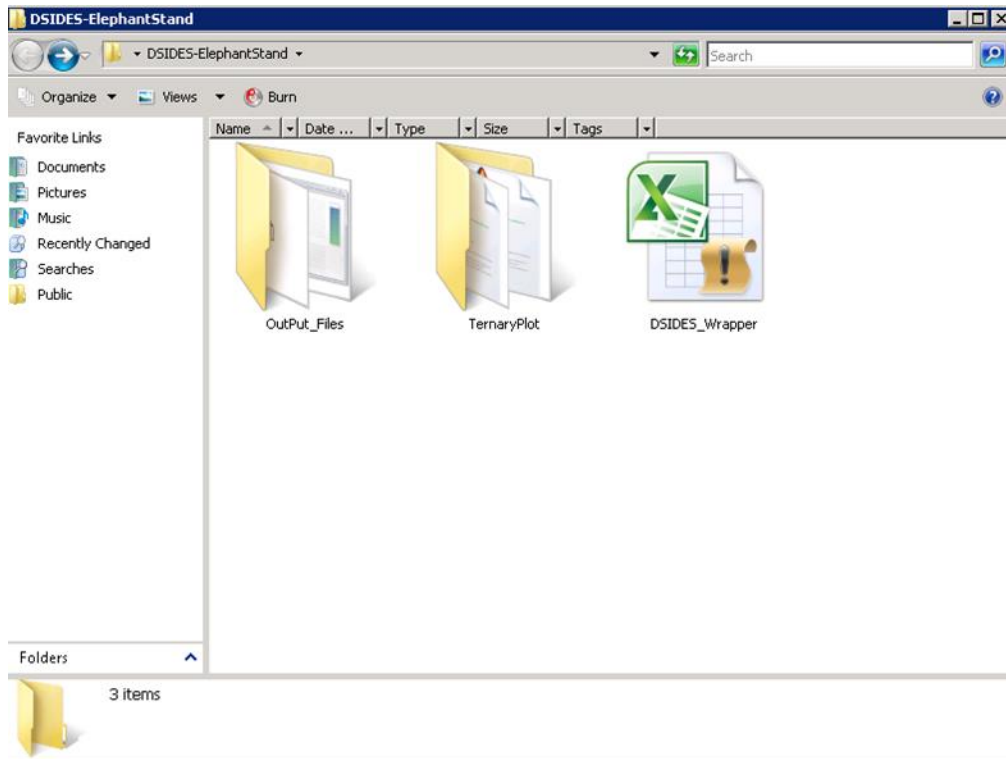 DSIDES-ElephantStand
DSIDES-ElephantStand
Search
Organize Views Burn
Favorite Links
Documents
Pictures
Music
Recently Changed
Searches
Public
Name Date ... Type Size Tags
OutPut_Files TernaryPlot DSIDES_Wrapper
Folders
3 items